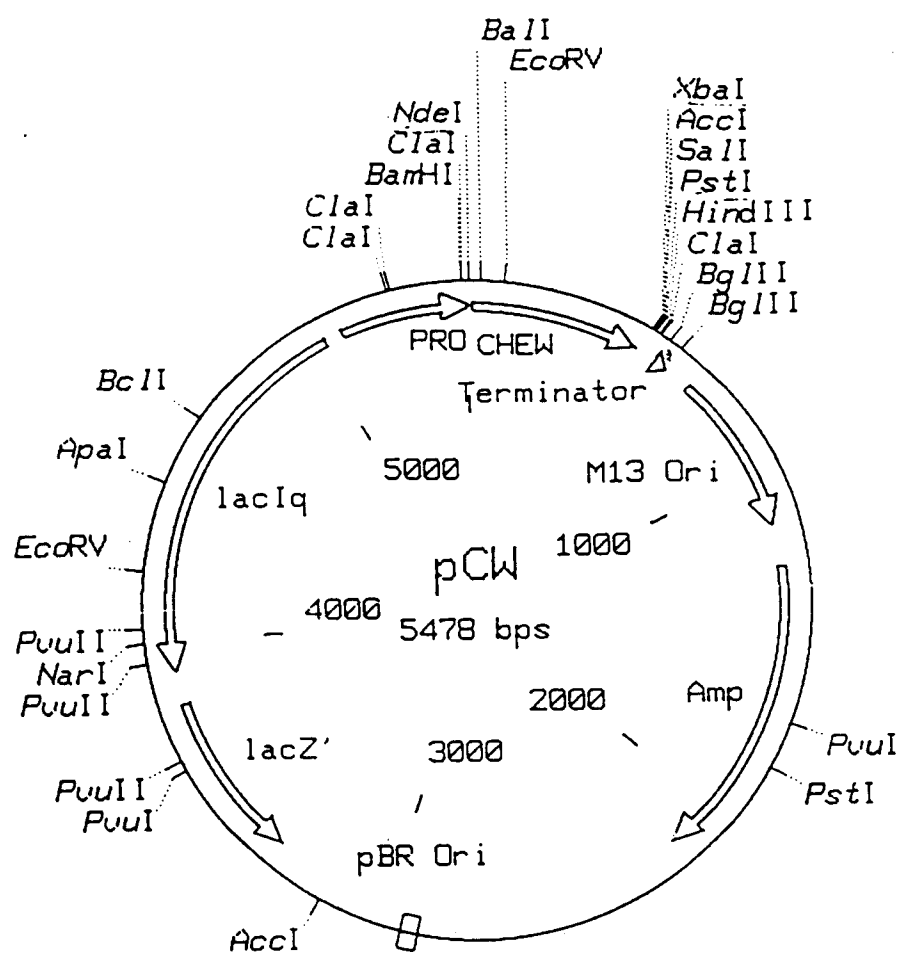 BalI
EcoRV
NdeI
ClaI
BamHI
ClaI
ClaI
XbaI
AccI
SalI
PstI
HindIII
ClaI
BglII
BglII
PRO CHEW
Terminator
BclI
ApaI
EcoRV
PvuII
NarI
PvuII
PvuII
PvuI
AccI
lacIq
lacZ'
pBR Ori
M13 Ori
Amp
PvuI
PstI
5000
1000
4000
2000
3000
pCW
5478 bps